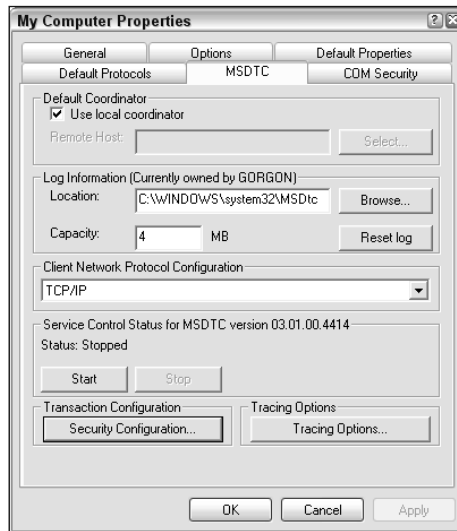 My Computer Properties
General Options Default Properties
Default Protocols MSDTC COM Security
Default Coordinator
Use local coordinator
Remote Host: Select...
Log Information (Currently owned by GORGON)
Location: C:\WINDOWS\system32\MSDtc Browse...
Capacity: 4 MB Reset log
Client Network Protocol Configuration
TCP/IP
Service Control Status for MSDTC version 03.01.00.4414
Status: Stopped
Start Stop
Transaction Configuration Tracing Options
Security Configuration... Tracing Options...
OK Cancel Apply